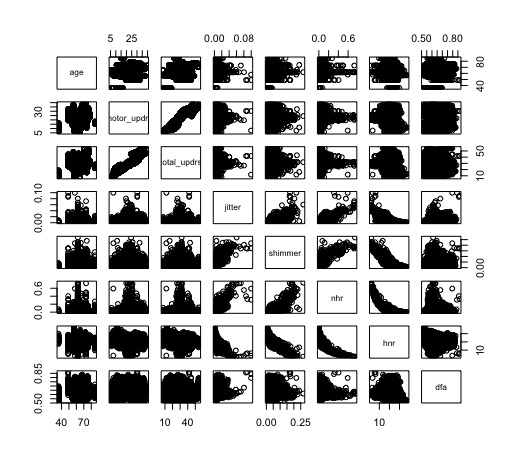 5 25 0.00 0.08 0.0 0.6 0.50 0.80
age
40 80
5 30
motor_updr
total_updrs
10 50
0.00 0.10
jitter
shimmer
0.00
0.0 0.6
nhr
hnr
10
0.50 0.85
dfa
40 70 10 40 0.00 0.25 10